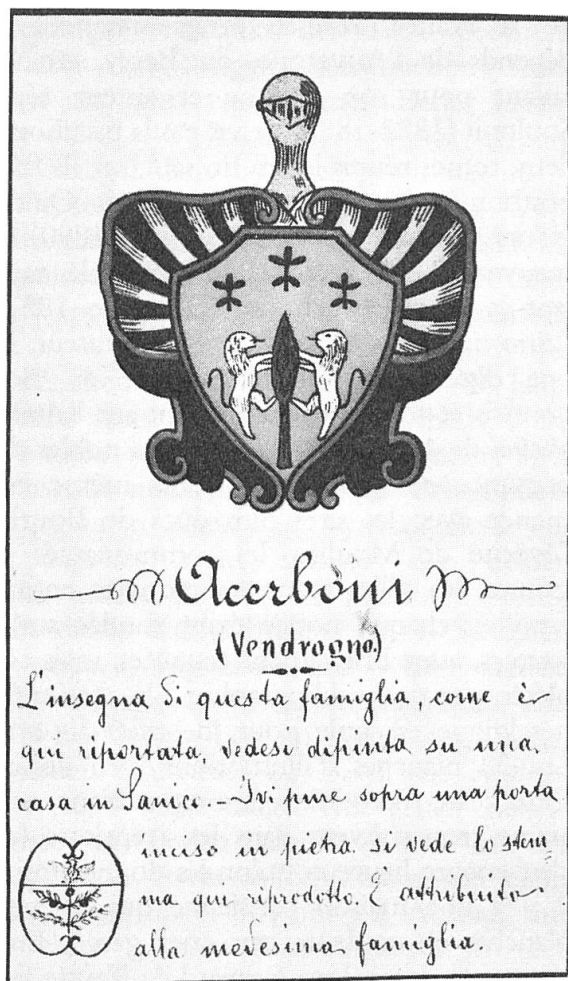 Acerboni
(Vendrogno)
L'insegna di questa famiglia, come è
qui riportata vedesi dipinta su una
casa in Sanico - Ivi pure sopra una porta
inciso in pietra si vede lo stem
ma qui riprodotto. E attribuito
alla medesima famiglia.